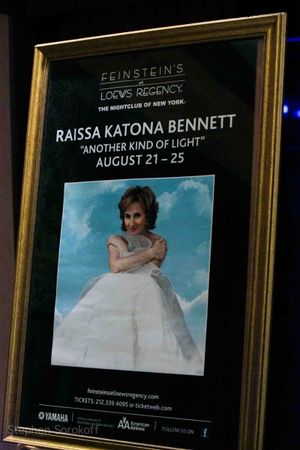 FEINSTEIN'S
at
LOEWS REGENCY
THE NIGHTCLUB OF NEW YORK
RAISSA KATONA BENNETT
"ANOTHER KIND OF LIGHT"
AUGUST 21 – 25
feinsteinsatloewsregency.com
TICKETS: 212.339.4095 or ticketweb.com
YAMAHA
AA American Airlines
FOLLOW US ON f
Stephen Sorokoff